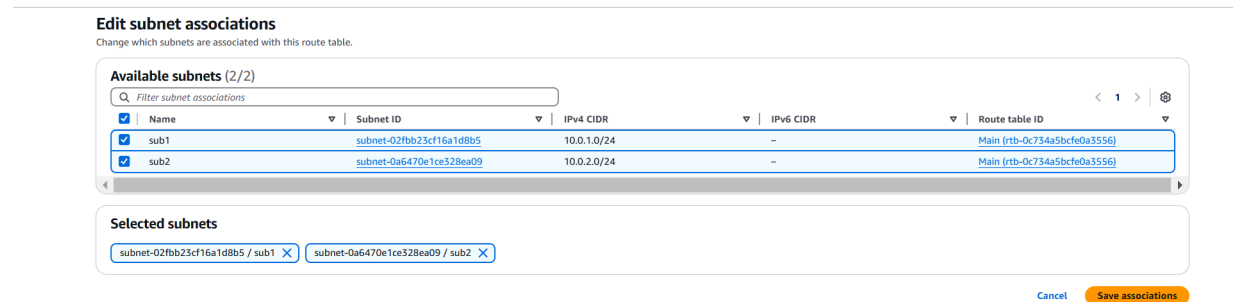 Edit subnet associations
Change which subnets are associated with this route table.
Available subnets (2/2)
Filter subnet associations
< 1 >
Name Subnet ID IPv4 CIDR IPv6 CIDR Route table ID
sub1 subnet-02fbb23cf16a1d8b5 10.0.1.0/24 – Main (rtb-0c734a5bcfe0a3556)
sub2 subnet-0a6470e1ce328ea09 10.0.2.0/24 – Main (rtb-0c734a5bcfe0a3556)
Selected subnets
subnet-02fbb23cf16a1d8b5 / sub1 subnet-0a6470e1ce328ea09 / sub2
Cancel Save associations